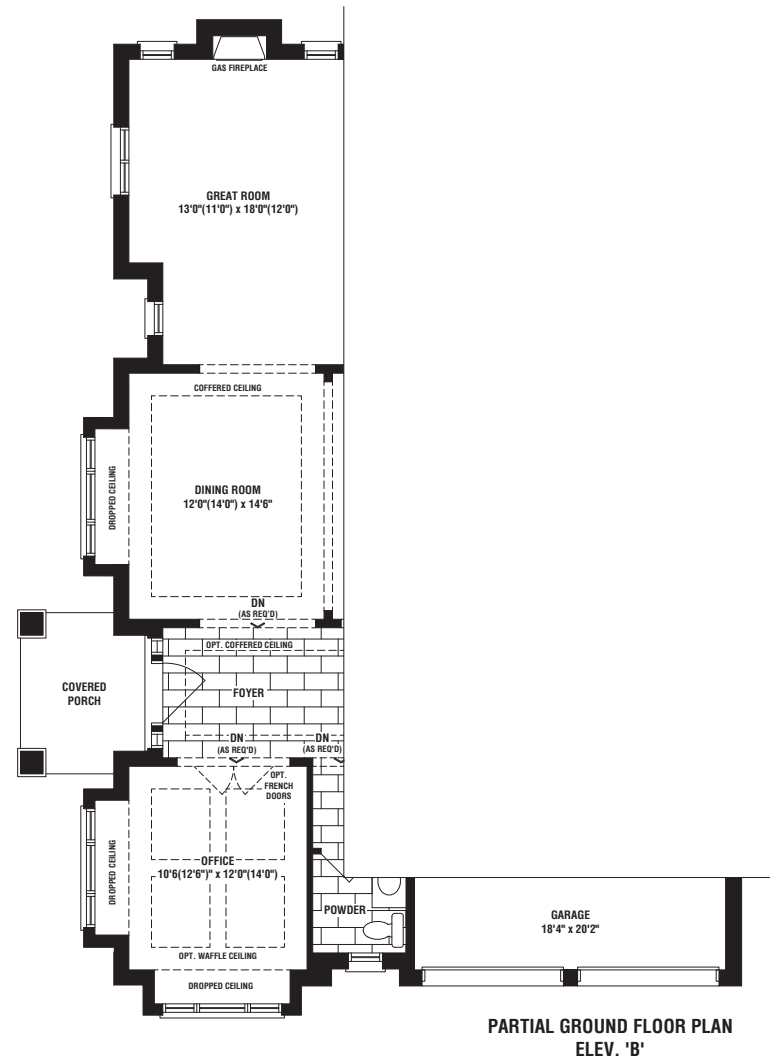 GAS FIREPLACE
GREAT ROOM
13'0"(11'0") x 18'0"(12'0")
COFFERED CEILING
DROPPED CEILING
DINING ROOM
12'0"(14'0") x 14'6"
DN
(AS REQ'D)
OPT. COFFERED CEILING
COVERED
PORCH
FOYER
DN
(AS REQ'D)
DN
(AS REQ'D)
OPT.
FRENCH
DOORS
DROPPED CEILING
OFFICE
10'6(12'6")" x 12'0"(14'0")
OPT. WAFFLE CEILING
DROPPED CEILING
POWDER
GARAGE
18'4" x 20'2"
PARTIAL GROUND FLOOR PLAN
ELEV. 'B'